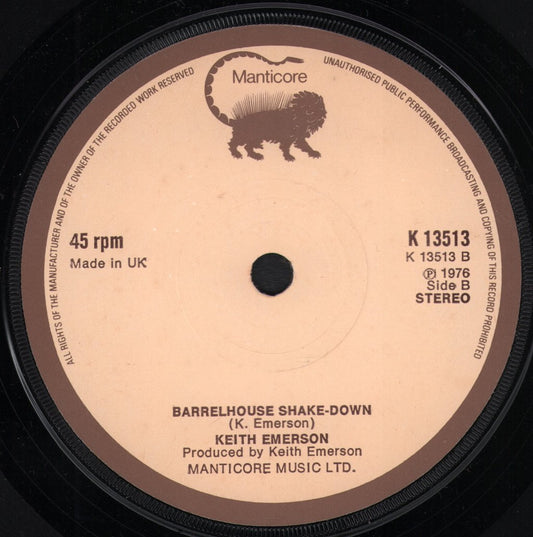 Manticore
ALL RIGHTS OF THE MANUFACTURER AND OF THE OWNER OF THE RECORDED WORK RESERVED
UNAUTHORISED PUBLIC PERFORMANCE BROADCASTING AND COPYING OF THIS RECORD PROHIBITED
45 rpm
Made in UK
K 13513
K 13513 B
Ⓟ 1976
Side B
STEREO
BARRELHOUSE SHAKE-DOWN
(K. Emerson)
KEITH EMERSON
Produced by Keith Emerson
MANTICORE MUSIC LTD.